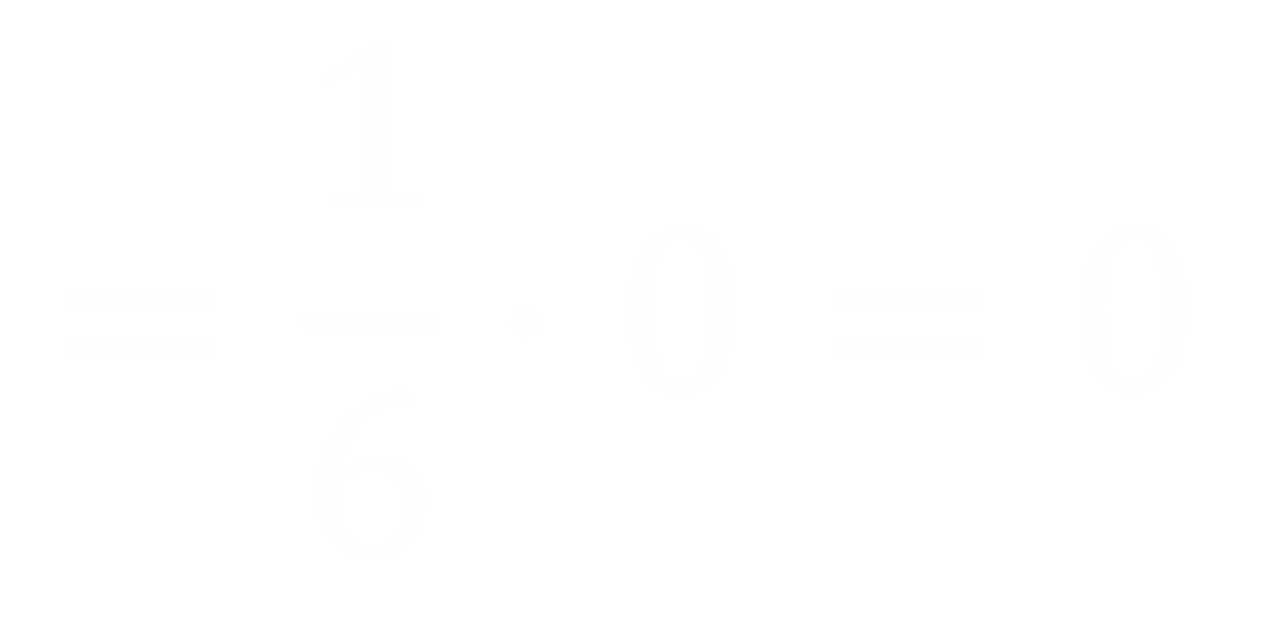 = 1/6 · 0 = 0